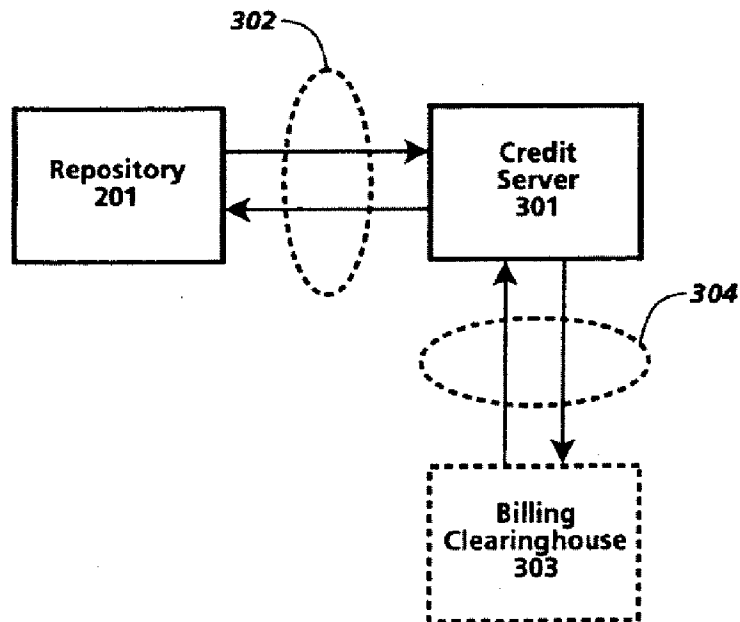 302
Repository
201
Credit
Server
301
304
Billing
Clearinghouse
303